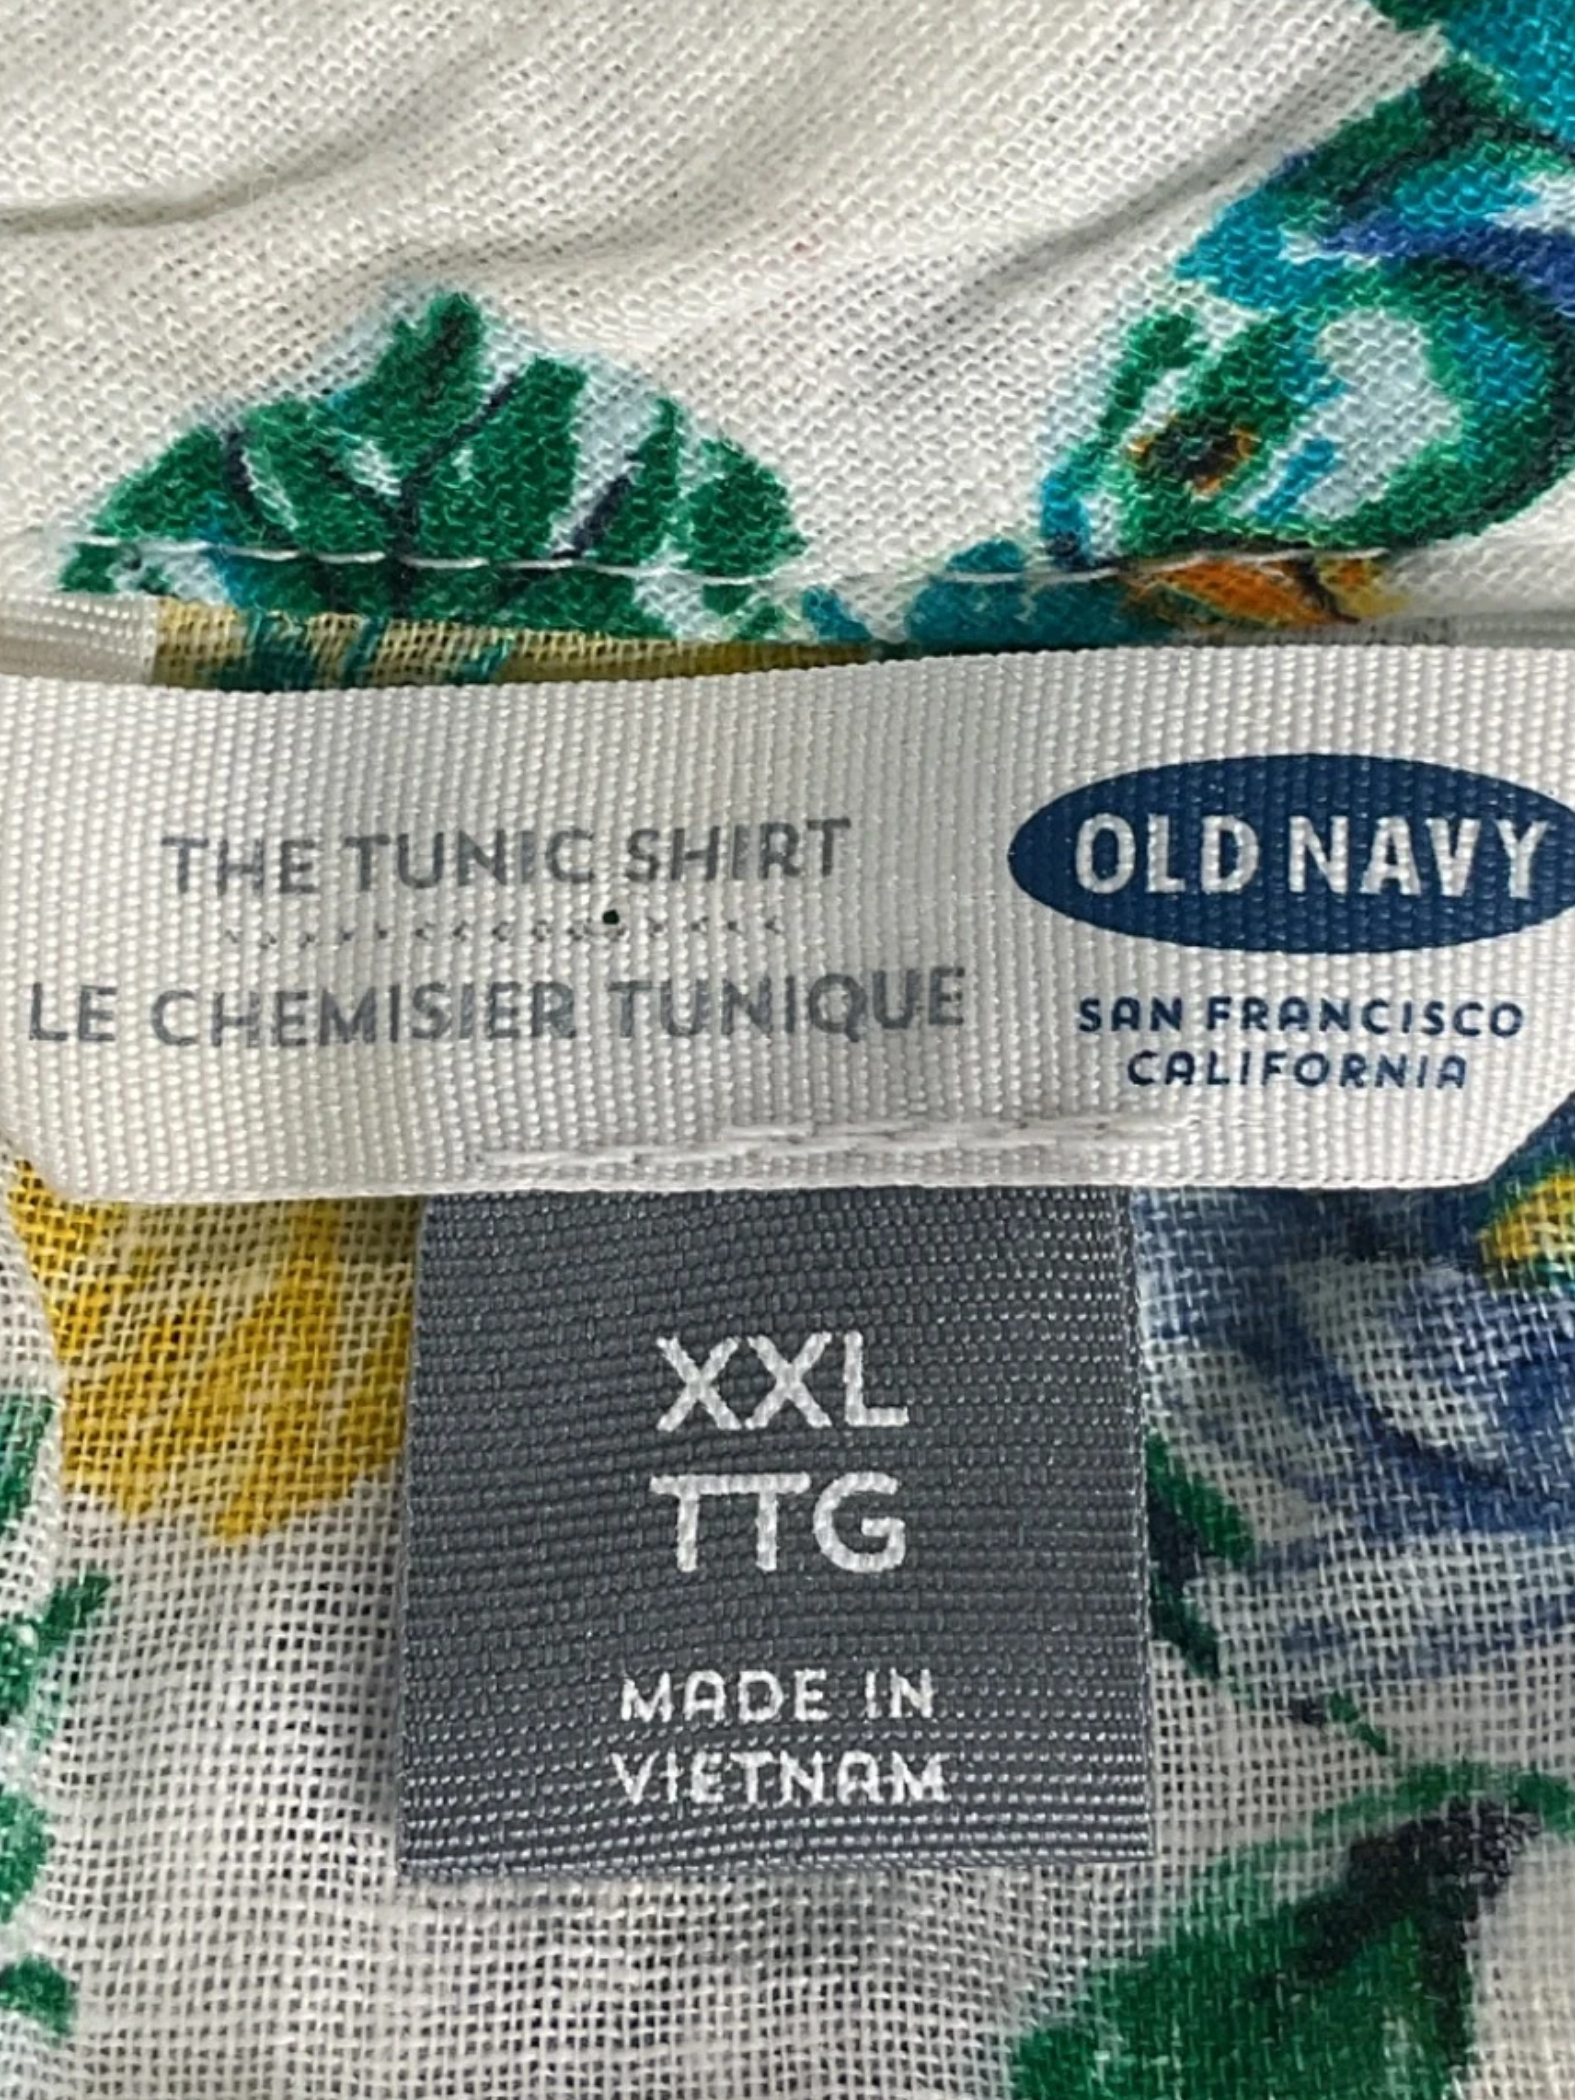 THE TUNIC SHIRT
LE CHEMISIER TUNIQUE
OLD NAVY
SAN FRANCISCO
CALIFORNIA
XXL
TTG
MADE IN
VIETNAM